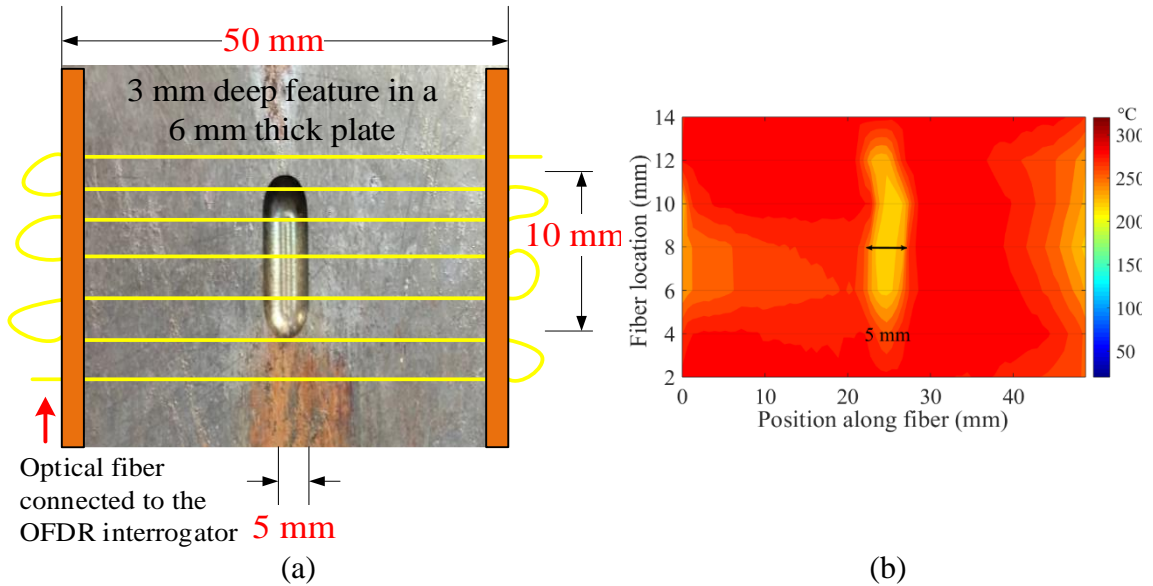 50 mm
3 mm deep feature in a
6 mm thick plate
10 mm
Optical fiber
connected to the
OFDR interrogator
5 mm
(a)
°C
14
12
10
8
6
4
2
Fiber location (mm)
5 mm
0
10
20
30
40
Position along fiber (mm)
300
250
200
150
100
50
(b)